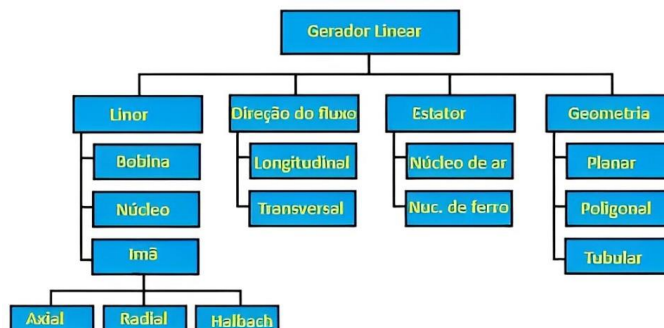 Gerador Linear
Linor
Direção do fluxo
Estator
Geometria
Bobina
Longitudinal
Núcleo de ar
Planar
Núcleo
Transversal
Nuc. de ferro
Poligonal
Imã
Tubular
Axial
Radial
Halbach